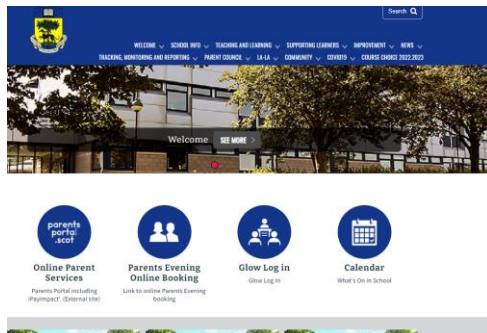 Search
WELCOME SCHOOL INFO TEACHING AND LEARNING SUPPORTING LEARNERS IMPROVEMENT NEWS
TRACKING, MONITORING AND REPORTING PARENT COUNCIL LA-LA COMMUNITY COVID19 COURSE CHOICE 2022.2023
Welcome SEE MORE >
parents
portal
.scot
Online Parent
Services
Parents Portal including
iPayimpact'. (External site)
Parents Evening
Online Booking
Link to online Parents Evening
booking
Glow Log in
Glow Log In
Calendar
What's On in School